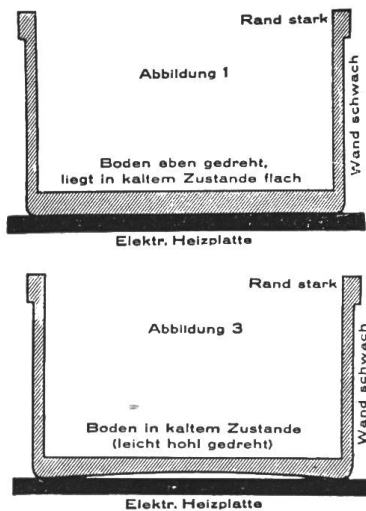 Rand stark
Abbildung 1
Wand schwach
Boden eben gedreht,
liegt in kaltem Zustande flach
Elektr. Heizplatte
Rand stark
Abbildung 3
Wand schwach
Boden in kaltem Zustande
(leicht hohl gedreht)
Elektr. Heizplatte